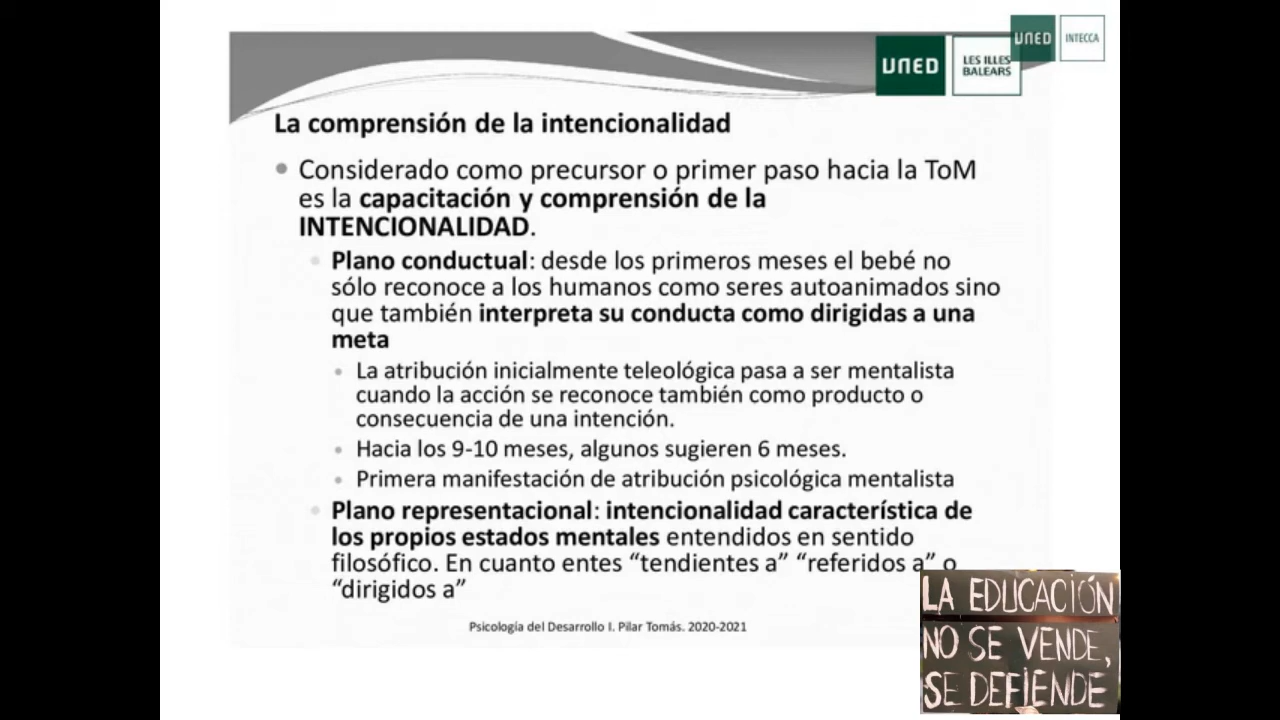 UNED
INTECCA
UNED
LES ILLES
BALEARS
La comprensión de la intencionalidad
Considerado como precursor o primer paso hacia la ToM
es la capacitación y comprensión de la
INTENCIONALIDAD.
Plano conductual: desde los primeros meses el bebé no
sólo reconoce a los humanos como seres autoanimados sino
que también interpreta su conducta como dirigidas a una
meta
La atribución inicialmente teleológica pasa a ser mentalista
cuando la acción se reconoce también como producto o
consecuencia de una intención.
Hacia los 9-10 meses, algunos sugieren 6 meses.
Primera manifestación de atribución psicológica mentalista
Plano representacional: intencionalidad característica de
los propios estados mentales entendidos en sentido
filosófico. En cuanto entes “tendientes a” “referidos a” o
“dirigidos a”
Psicología del Desarrollo I. Pilar Tomás. 2020-2021
LA EDUCACIÓN
NO SE VENDE,
SE DEFIENDE